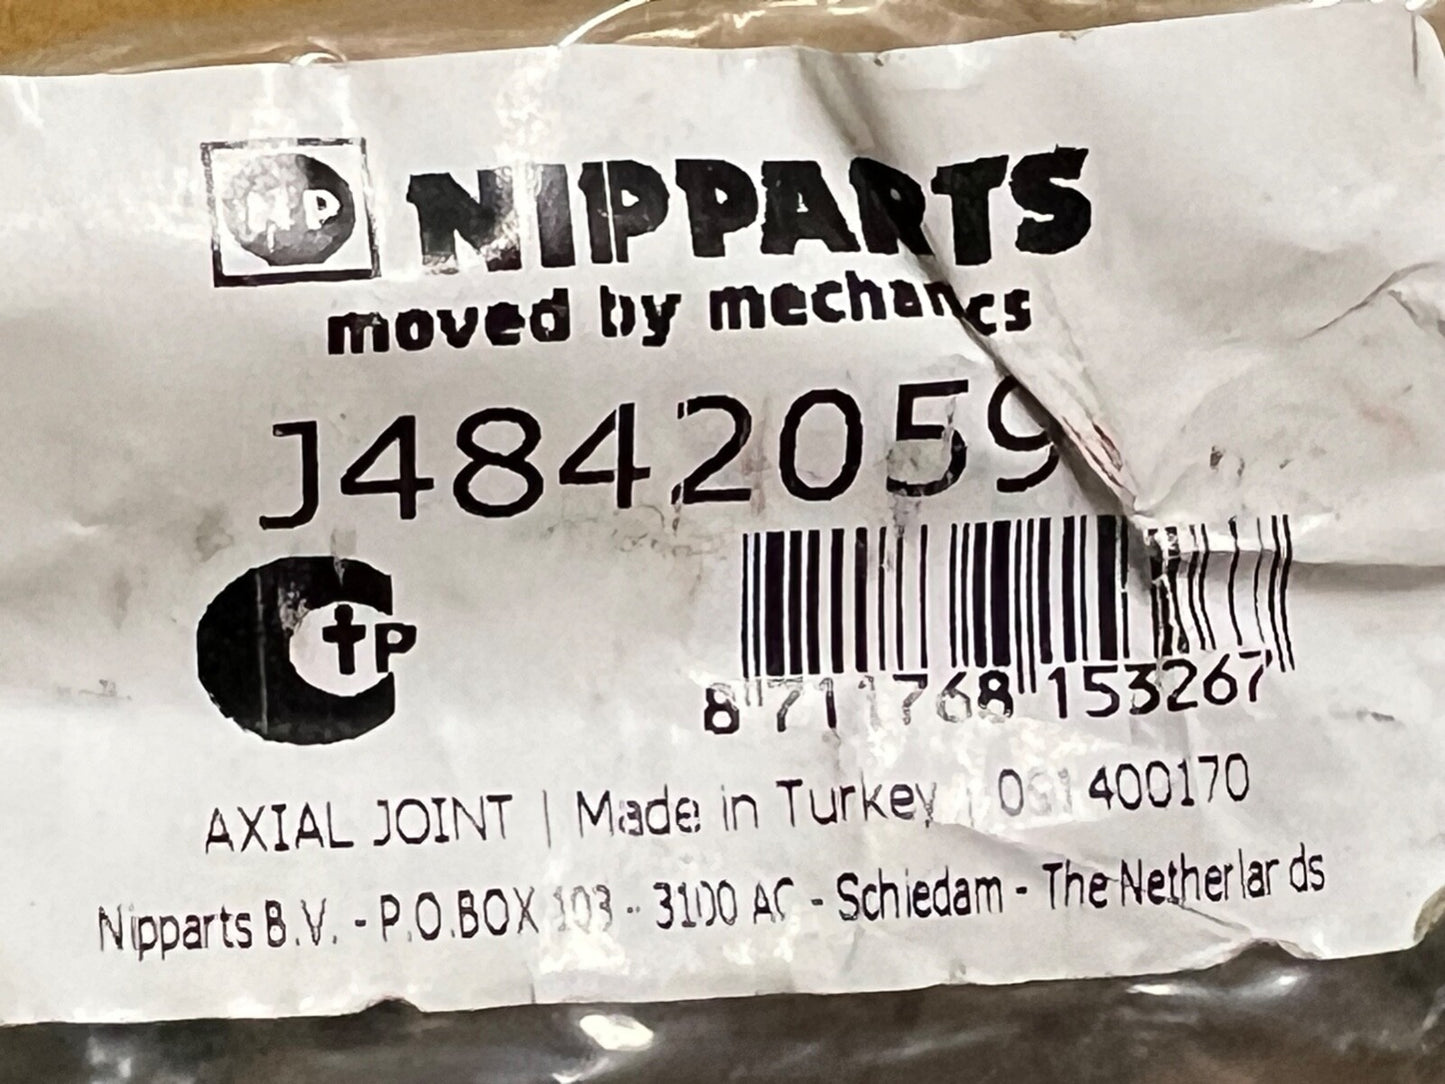 NP NIPPARTS
moved by mechanics
J4842059
CTP
8 711768 153267
AXIAL JOINT | Made in Turkey | 400170
Nipparts B.V. - P.O.BOX 103 - 3100 AC - Schiedam - The Netherlands